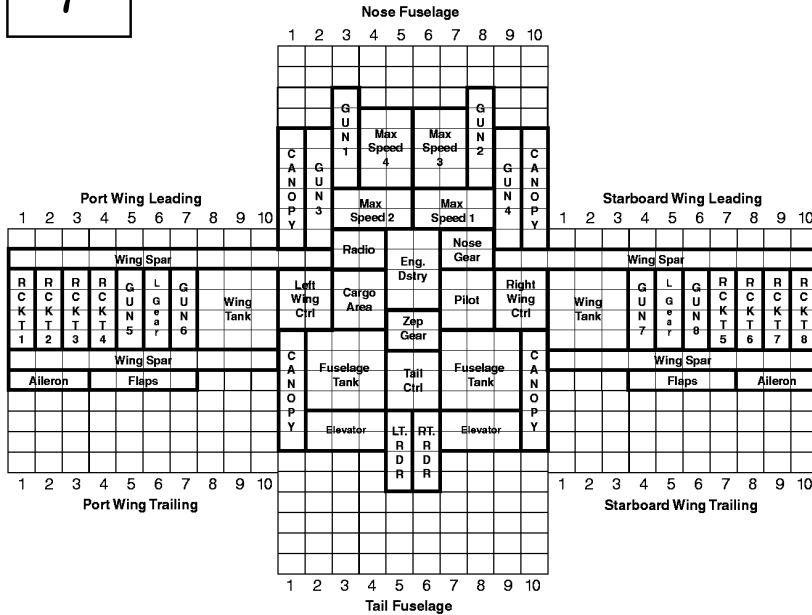 7
Nose Fuselage
1 2 3 4 5 6 7 8 9 10
GUN 1
GUN 2
Max Speed 4
Max Speed 3
CANOPY
GUN 3
GUN 4
CANOPY
Port Wing Leading
Max Speed 2
Max Speed 1
Starboard Wing Leading
1 2 3 4 5 6 7 8 9 10
1 2 3 4 5 6 7 8 9 10
Wing Spar
Radio
Eng. Dstry
Nose Gear
Wing Spar
RCKT 1
RCKT 2
RCKT 3
RCKT 4
GUN 5
L Gear
GUN 6
Wing Tank
Left Wing Ctrl
Cargo Area
Pilot
Right Wing Ctrl
Wing Tank
GUN 7
L Gear
GUN 8
RCKT 5
RCKT 6
RCKT 7
RCKT 8
Zep Gear
Wing Spar
Wing Spar
CANOPY
Fuselage Tank
Tail Ctrl
Fuselage Tank
CANOPY
Aileron
Flaps
Flaps
Aileron
Elevator
LT. RDR
RT. RDR
Elevator
1 2 3 4 5 6 7 8 9 10
1 2 3 4 5 6 7 8 9 10
Port Wing Trailing
Starboard Wing Trailing
1 2 3 4 5 6 7 8 9 10
Tail Fuselage